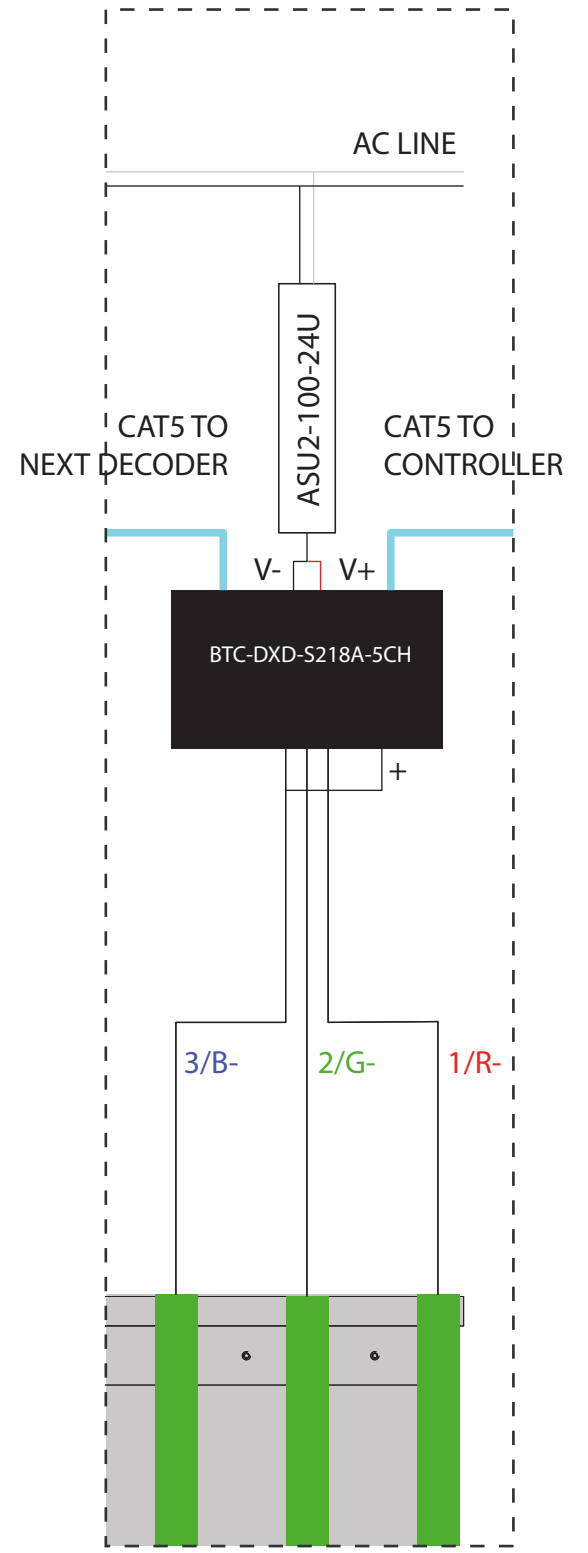 AC LINE
ASU2-100-24U
CAT5 TO
NEXT DECODER
CAT5 TO
CONTROLLER
V-
V+
BTC-DXD-S218A-5CH
+
3/B-
2/G-
1/R-